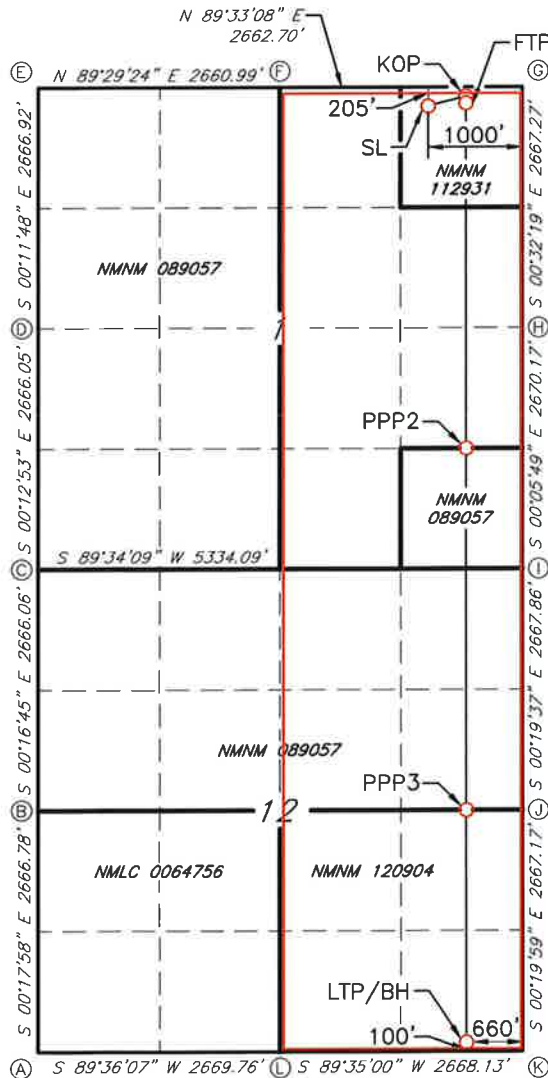 N 89°33'08" E
2662.70'
FTP
KOP
E
N 89°29'24" E 2660.99'
F
G
205'
SL
1000'
NMNM
112931
S 00°11'48" E 2666.92'
S 00°32'19" E 2667.27'
NMNM 089057
D
1
H
S 00°12'53" E 2666.05'
S 00°05'49" E 2670.17'
PPP2
NMNM
089057
C
S 89°34'09" W 5334.09'
I
S 00°16'45" E 2666.06'
S 00°19'37" E 2667.86'
NMNM 089057
PPP3
B
12
J
NMLC 0064756
NMNM 120904
S 00°17'58" E 2666.78'
S 00°19'59" E 2667.17'
LTP/BH
660'
100'
A
S 89°36'07" W 2669.76'
L
S 89°35'00" W 2668.13'
K